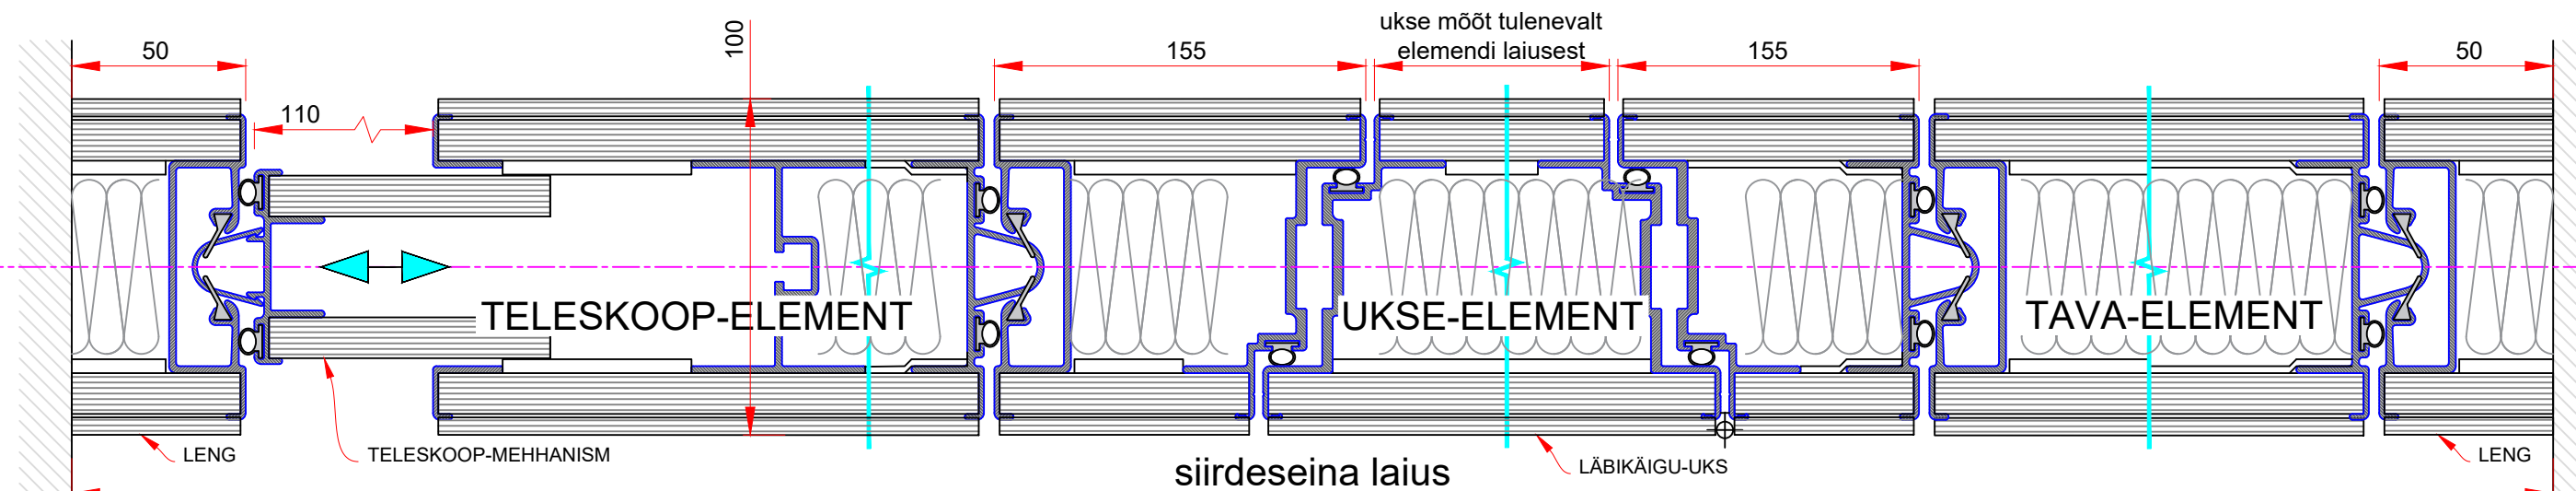 ukse mõõt tulenevalt
elemendi laiusest
50
100
155
155
50
110
TELESKOOP-ELEMENT
UKSE-ELEMENT
TAVA-ELEMENT
LENG
TELESKOOP-MEHHANISM
siirdeseina laius
LÄBIKÄIGU-UKS
LENG